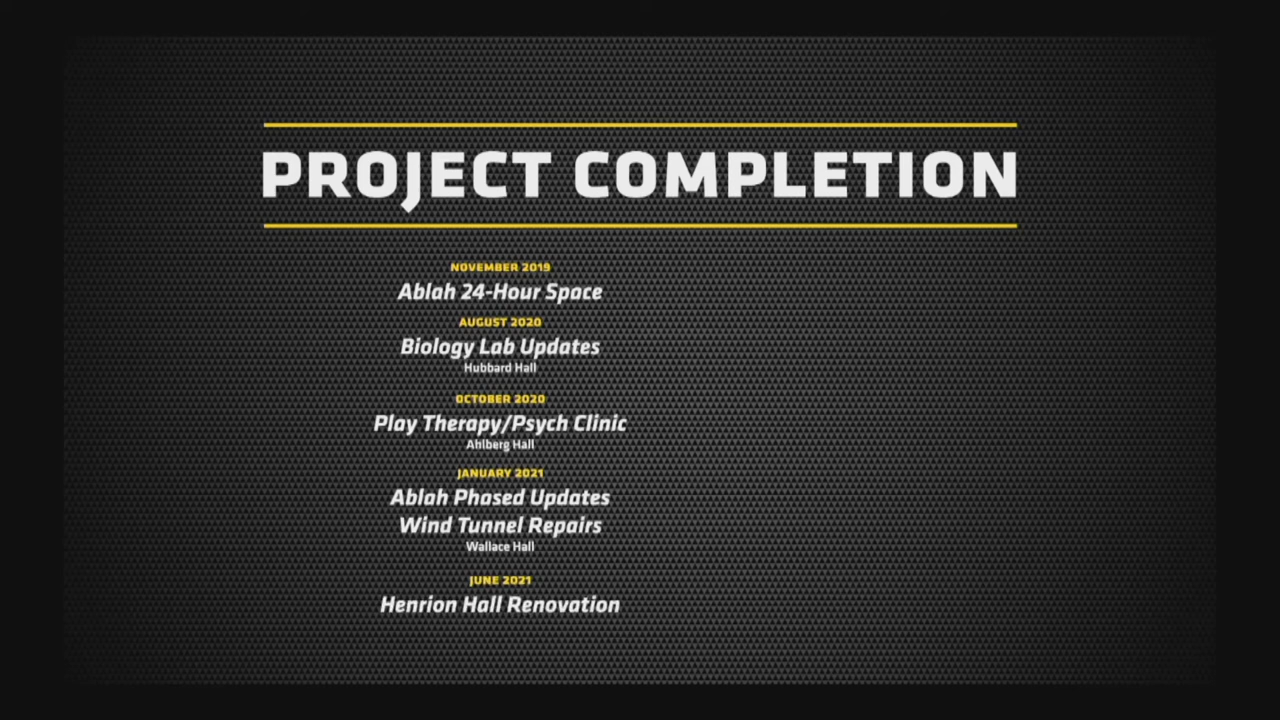 PROJECT COMPLETION
NOVEMBER 2019
Ablah 24-Hour Space
AUGUST 2020
Biology Lab Updates
Hubbard Hall
OCTOBER 2020
Play Therapy/Psych Clinic
Ahlberg Hall
JANUARY 2021
Ablah Phased Updates
Wind Tunnel Repairs
Wallace Hall
JUNE 2021
Henrion Hall Renovation